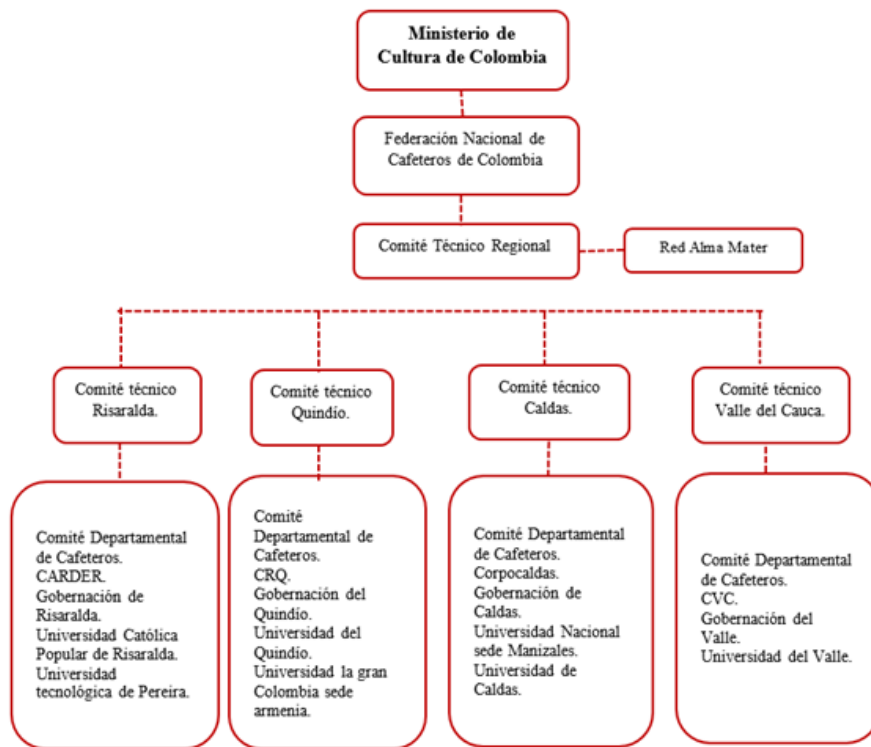 Ministerio de
Cultura de Colombia
Federación Nacional de
Cafeteros de Colombia
Comité Técnico Regional
Red Alma Mater
Comité técnico
Risaralda.
Comité técnico
Quindío.
Comité técnico
Caldas.
Comité técnico
Valle del Cauca.
Comité Departamental
de Cafeteros.
CARDER.
Gobernación de
Risaralda.
Universidad Católica
Popular de Risaralda.
Universidad
tecnológica de Pereira.
Comité
Departamental de
Cafeteros.
CRQ.
Gobernación del
Quindío.
Universidad del
Quindío.
Universidad la gran
Colombia sede
armenia.
Comité Departamental
de Cafeteros.
Corpocaldas.
Gobernación de
Caldas.
Universidad Nacional
sede Manizales.
Universidad de
Caldas.
Comité Departamental
de Cafeteros.
CVC.
Gobernación del
Valle.
Universidad del Valle.